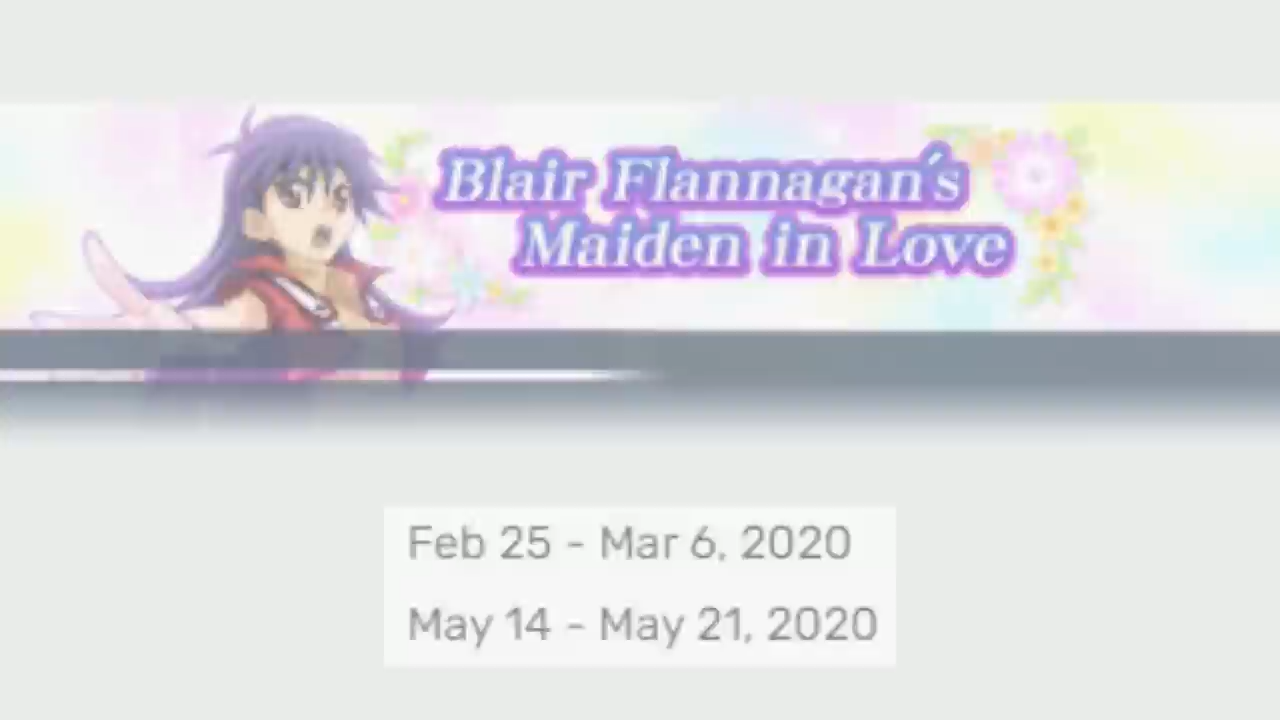 Blair Flannagan's
Maiden in Love
Feb 25 - Mar 6, 2020
May 14 - May 21, 2020